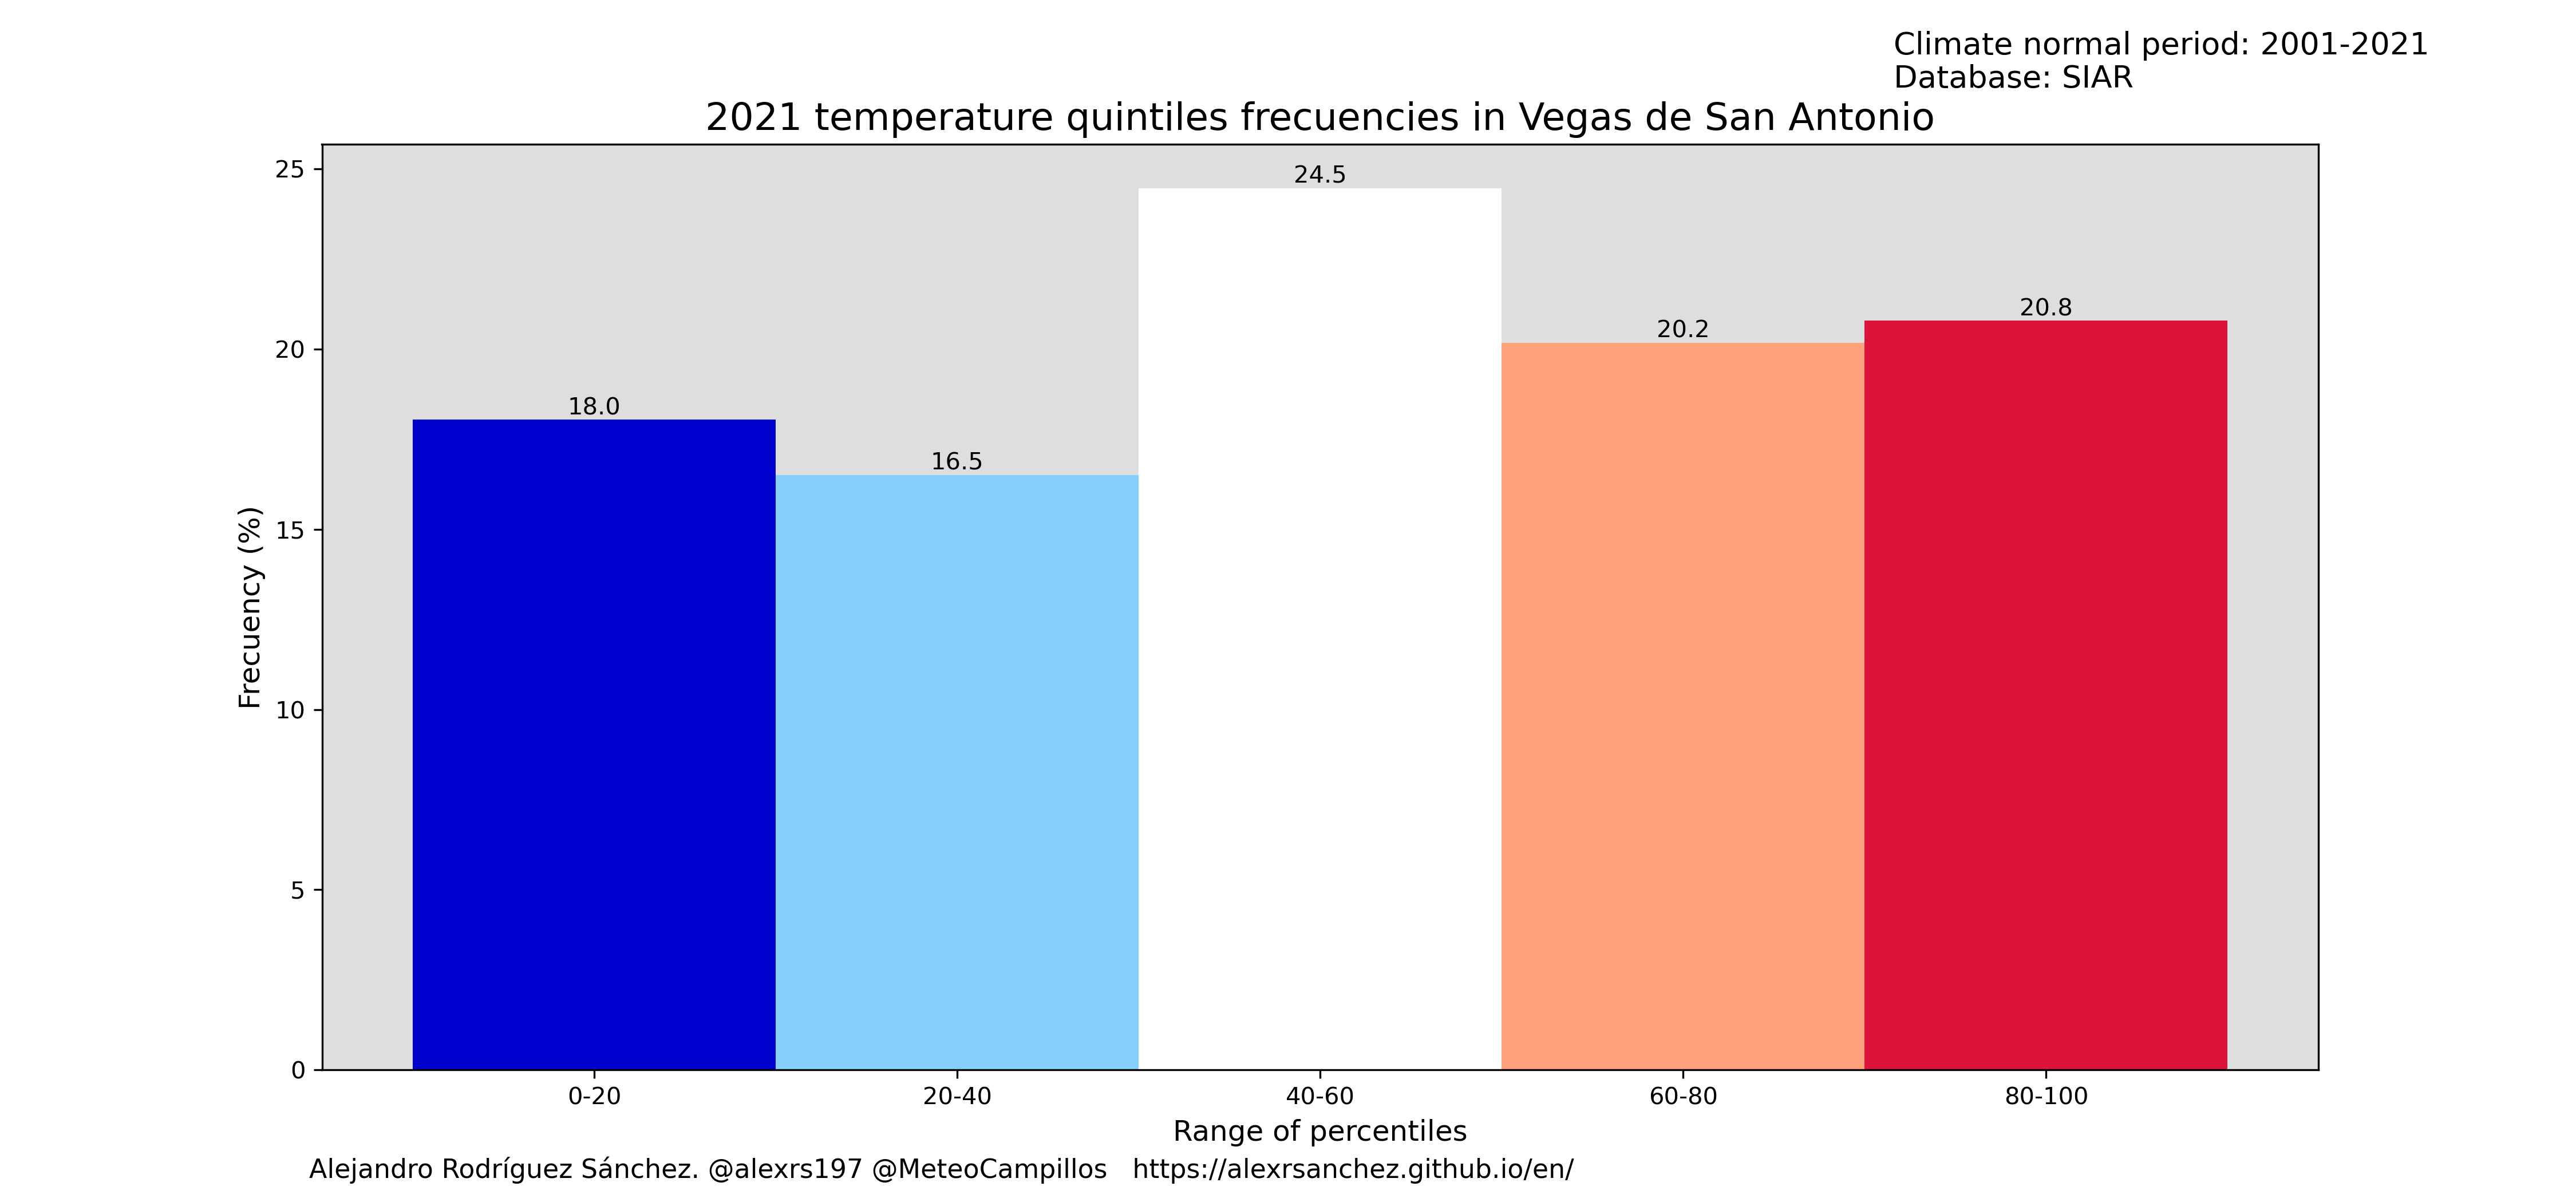 Climate normal period: 2001-2021
Database: SIAR
2021 temperature quintiles frecuencies in Vegas de San Antonio
25
24.5
20.8
20.2
20
18.0
16.5
15
10
5
0
Frecuency (%)
0-20 20-40 40-60 60-80 80-100
Range of percentiles
Alejandro Rodríguez Sánchez. @alexrs197 @MeteoCampillos https://alexrsanchez.github.io/en/